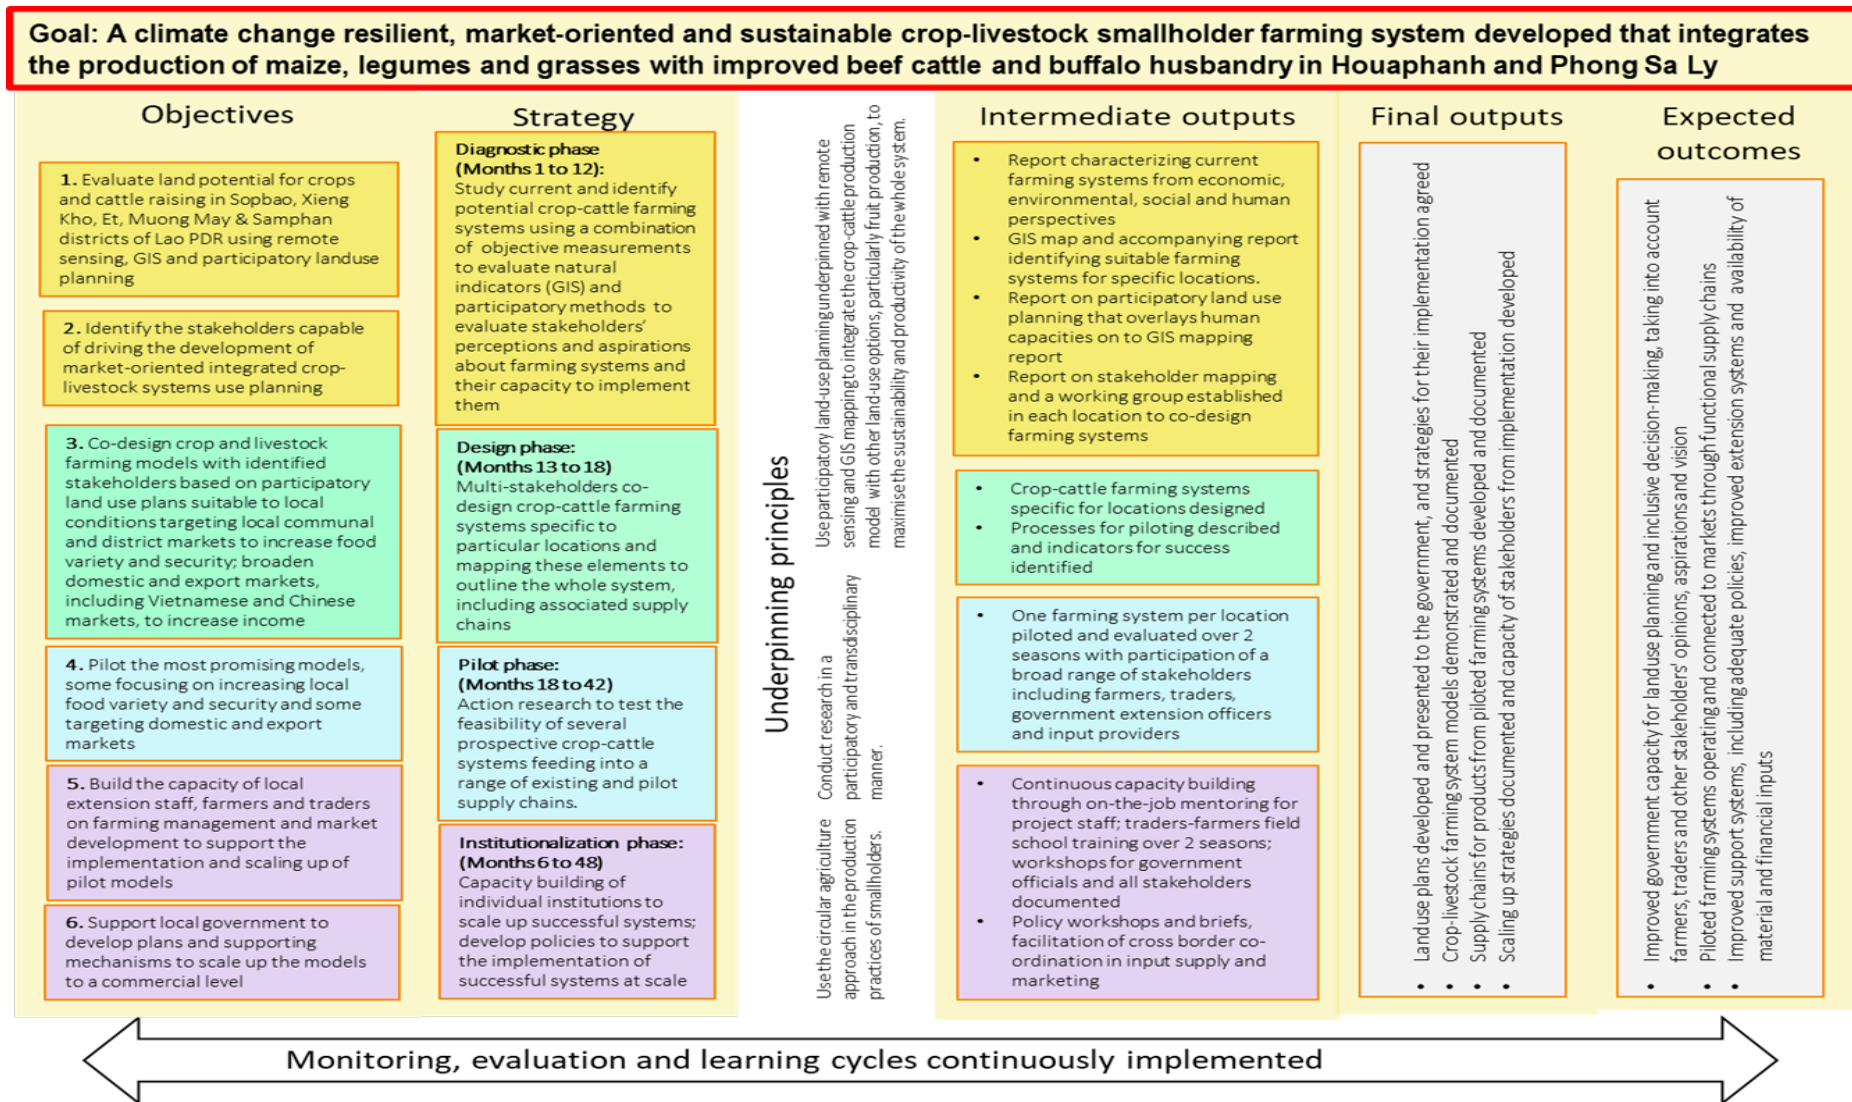 Goal: A climate change resilient, market-oriented and sustainable crop-livestock smallholder farming system developed that integrates
the production of maize, legumes and grasses with improved beef cattle and buffalo husbandry in Houaphanh and Phong Sa Ly
Objectives
1. Evaluate land potential for crops
and cattle raising in Sopbao, Xieng
Kho, Et, Muong May & Samphan
districts of Lao PDR using remote
sensing, GIS and participatory landuse
planning
2. Identify the stakeholders capable
of driving the development of
market-oriented integrated crop-
livestock systems use planning
3. Co-design crop and livestock
farming models with identified
stakeholders based on participatory
land use plans suitable to local
conditions targeting local communal
and district markets to increase food
variety and security; broaden
domestic and export markets,
including Vietnamese and Chinese
markets, to increase income
4. Pilot the most promising models,
some focusing on increasing local
food variety and security and some
targeting domestic and export
markets
5. Build the capacity of local
extension staff, farmers and traders
on farming management and market
development to support the
implementation and scaling up of
pilot models
6. Support local government to
develop plans and supporting
mechanisms to scale up the models
to a commercial level
Strategy
Diagnostic phase
(Months 1 to 12):
Study current and identify
potential crop-cattle farming
systems using a combination
of objective measurements
to evaluate natural
indicators (GIS) and
participatory methods to
evaluate stakeholders'
perceptions and aspirations
about farming systems and
their capacity to implement
them
Design phase:
(Months 13 to 18)
Multi-stakeholders co-
design crop-cattle farming
systems specific to
particular locations and
mapping these elements to
outline the whole system,
including associated supply
chains
Pilot phase:
(Months 18 to 42)
Action research to test the
feasibility of several
prospective crop-cattle
systems feeding into a
range of existing and pilot
supply chains.
Institutionalization phase:
(Months 6 to 48)
Capacity building of
individual institutions to
scale up successful systems;
develop policies to support
the implementation of
successful systems at scale
Underpinning principles
Use participatory land-use planning underpinned with remote
sensing and GIS mapping to integrate the crop-cattle production
model with other land-use options, particularly fruit production, to
maximise the sustainability and productivity of the whole system.
Conduct research in a
participatory and transdisciplinary
manner.
Use the circular agriculture
approach in the production
practices of smallholders.
Intermediate outputs
• Report characterizing current
farming systems from economic,
environmental, social and human
perspectives
• GIS map and accompanying report
identifying suitable farming
systems for specific locations.
• Report on participatory land use
planning that overlays human
capacities on to GIS mapping
report
• Report on stakeholder mapping
and a working group established
in each location to co-design
farming systems
• Crop-cattle farming systems
specific for locations designed
• Processes for piloting described
and indicators for success
identified
• One farming system per location
piloted and evaluated over 2
seasons with participation of a
broad range of stakeholders
including farmers, traders,
government extension officers
and input providers
• Continuous capacity building
through on-the-job mentoring for
project staff; traders-farmers field
school training over 2 seasons;
workshops for government
officials and all stakeholders
documented
• Policy workshops and briefs,
facilitation of cross border co-
ordination in input supply and
marketing
Final outputs
• Landuse plans developed and presented to the government, and strategies for their implementation agreed
• Crop-livestock farming system models demonstrated and documented
• Supply chains for products from piloted farming systems developed and documented
• Scaling up strategies documented and capacity of stakeholders from implementation developed
Expected
outcomes
• Improved government capacity for landuse planning and inclusive decision-making, taking into account
farmers, traders and other stakeholders' opinions, aspirations and vision
• Piloted farming systems operating and connected to markets through functional supply chains
• Improved support systems, including adequate policies, improved extension systems and availability of
material and financial inputs
Monitoring, evaluation and learning cycles continuously implemented